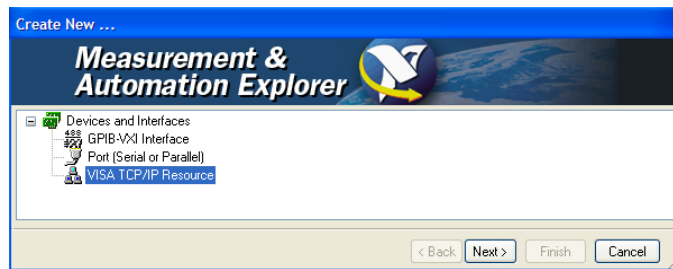 Create New ...
Measurement &
Automation Explorer
Devices and Interfaces
GPIB-VXI Interface
Port (Serial or Parallel)
VISA TCP/IP Resource
< Back Next > Finish Cancel